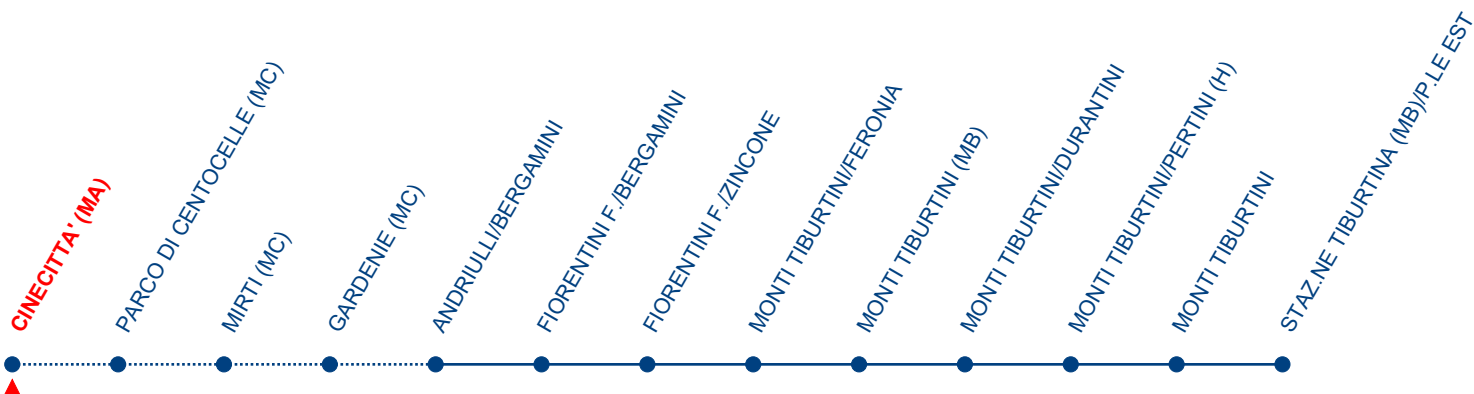 CINECITTA' (MA)
PARCO DI CENTOCELLE (MC)
MIRTI (MC)
GARDENIE (MC)
ANDRIULLI/BERGAMINI
FIORENTINI F./BERGAMINI
FIORENTINI F./ZINCONE
MONTI TIBURTINI/FERONIA
MONTI TIBURTINI (MB)
MONTI TIBURTINI/DURANTINI
MONTI TIBURTINI/PERTINI (H)
MONTI TIBURTINI
STAZ.NE TIBURTINA (MB)/P.LE EST